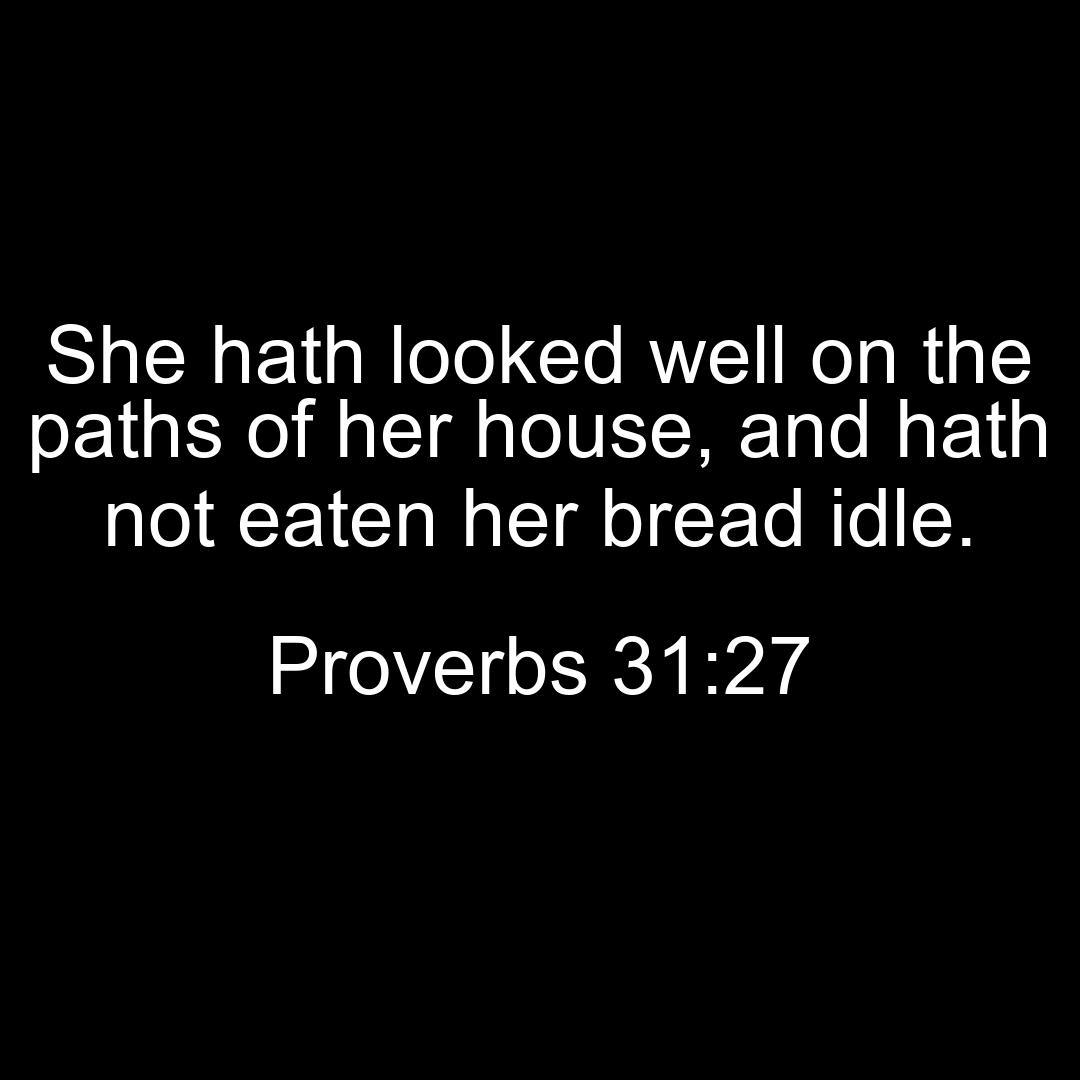 She hath looked well on the
paths of her house, and hath
not eaten her bread idle.
Proverbs 31:27